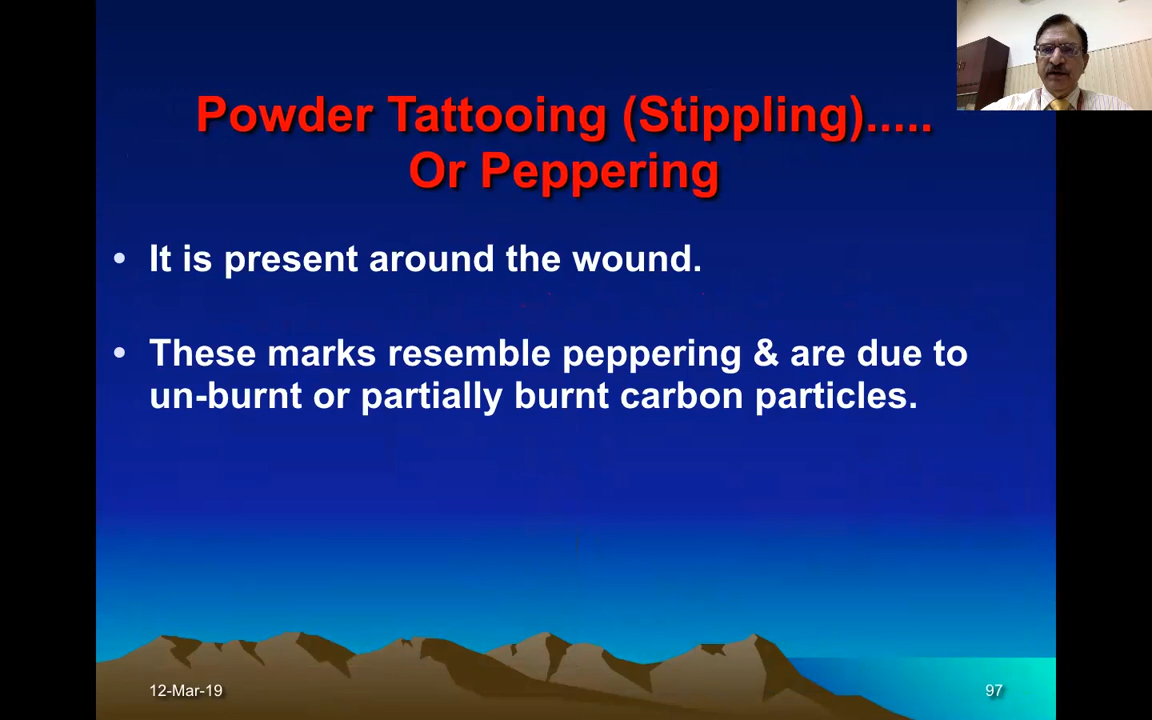 Powder Tattooing (Stippling).....
Or Peppering
• It is present around the wound.
• These marks resemble peppering & are due to
un-burnt or partially burnt carbon particles.
12-Mar-19
97